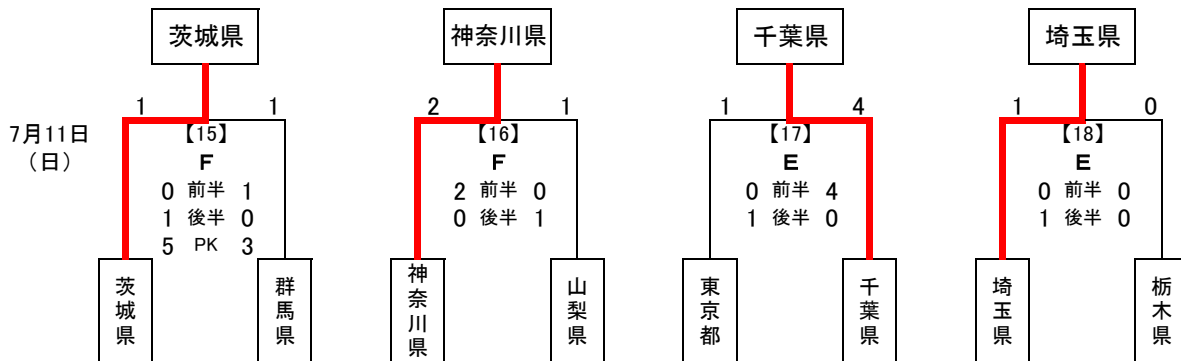 茨城県 神奈川県 千葉県 埼玉県
1 1 2 1 1 4 1 0
7月11日
（日）
【15】 【16】 【17】 【18】
F F E E
0 前半 1 2 前半 0 0 前半 4 0 前半 0
1 後半 0 0 後半 1 1 後半 0 1 後半 0
5 PK 3
茨城県 群馬県 神奈川県 山梨県 東京都 千葉県 埼玉県 栃木県